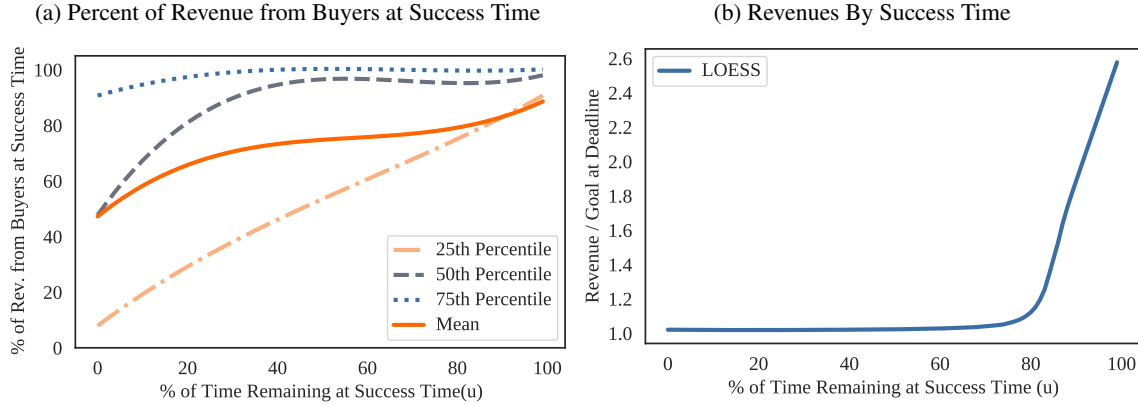 (a) Percent of Revenue from Buyers at Success Time
% of Rev. from Buyers at Success Time
100
80
60
40
20
0
25th Percentile
50th Percentile
75th Percentile
Mean
0 20 40 60 80 100
% of Time Remaining at Success Time(u)
(b) Revenues By Success Time
Revenue / Goal at Deadline
2.6
2.4
2.2
2.0
1.8
1.6
1.4
1.2
1.0
LOESS
0 20 40 60 80 100
% of Time Remaining at Success Time (u)